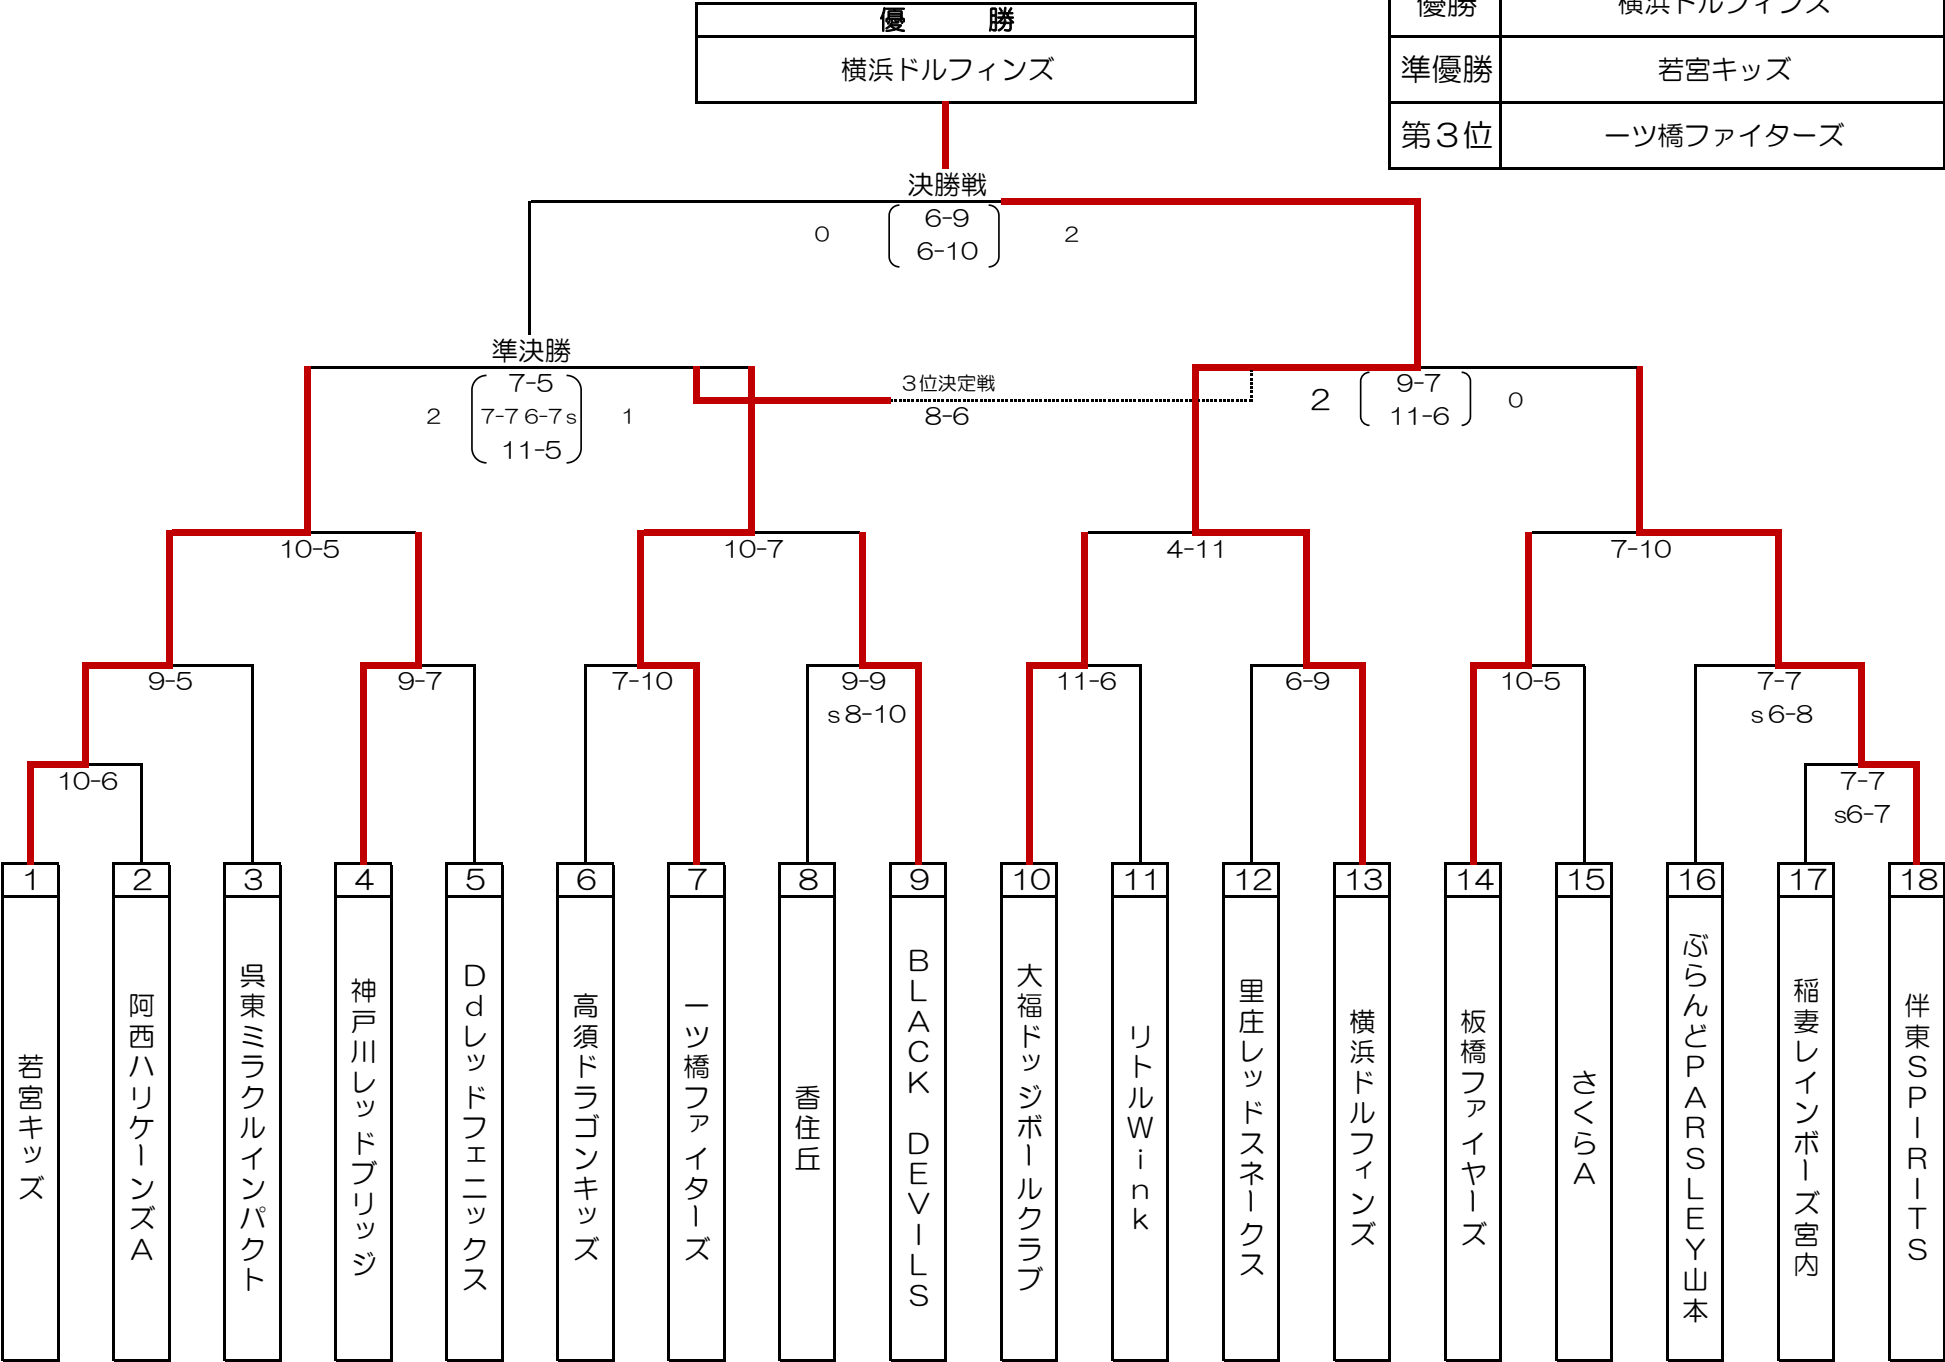 優　　　勝
横浜ドルフィンズ
優勝 横浜ドルフィンズ
準優勝 若宮キッズ
第3位 一ツ橋ファイターズ
決勝戦
0 6-9 2
6-10
準決勝
7-5
2 7-7 6-7s 1
11-5
3位決定戦
8-6
2 9-7 0
11-6
10-5
10-7
4-11
7-10
9-5
9-7
7-10
9-9
s8-10
11-6
6-9
10-5
7-7
s6-8
10-6
7-7
s6-7
1
若宮キッズ
2
阿西ハリケーンズA
3
呉東ミラクルインパクト
4
神戸川レッドブリッジ
5
Ddレッドフェニックス
6
高須ドラゴンキッズ
7
一ツ橋ファイターズ
8
香住丘
9
BLACK DEVILS
10
大福ドッジボールクラブ
11
リトルWink
12
里庄レッドスネークス
13
横浜ドルフィンズ
14
板橋ファイヤーズ
15
さくらA
16
ぶらんどPARSLEY山本
17
稲妻レインボーズ宮内
18
伴東SPIRITS